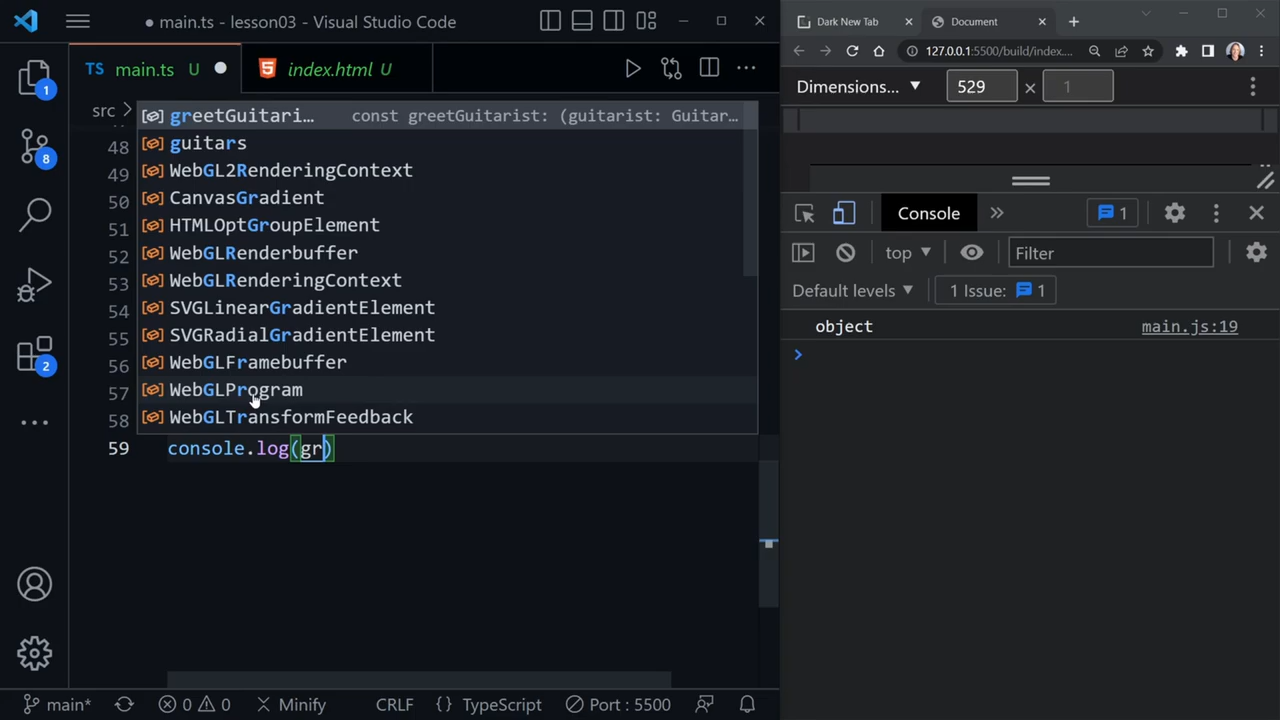 main.ts - lesson03 - Visual Studio Code
TS main.ts U
index.html U
src >
greetGuitari... const greetGuitarist: (guitarist: Guitar...
guitars
WebGL2RenderingContext
CanvasGradient
HTMLOptGroupElement
WebGLRenderbuffer
WebGLRenderingContext
SVGLinearGradientElement
SVGRadialGradientElement
WebGLFramebuffer
WebGLProgram
WebGLTransformFeedback
48
49
50
51
52
53
54
55
56
57
58
59 console.log(gr)
1
8
2
main*
0 0
Minify
CRLF
{} TypeScript
Port : 5500
Dark New Tab
Document
127.0.0.1:5500/build/index....
Dimensions...
529
×
1
Console
1
top
Filter
Default levels
1 Issue: 1
object main.js:19